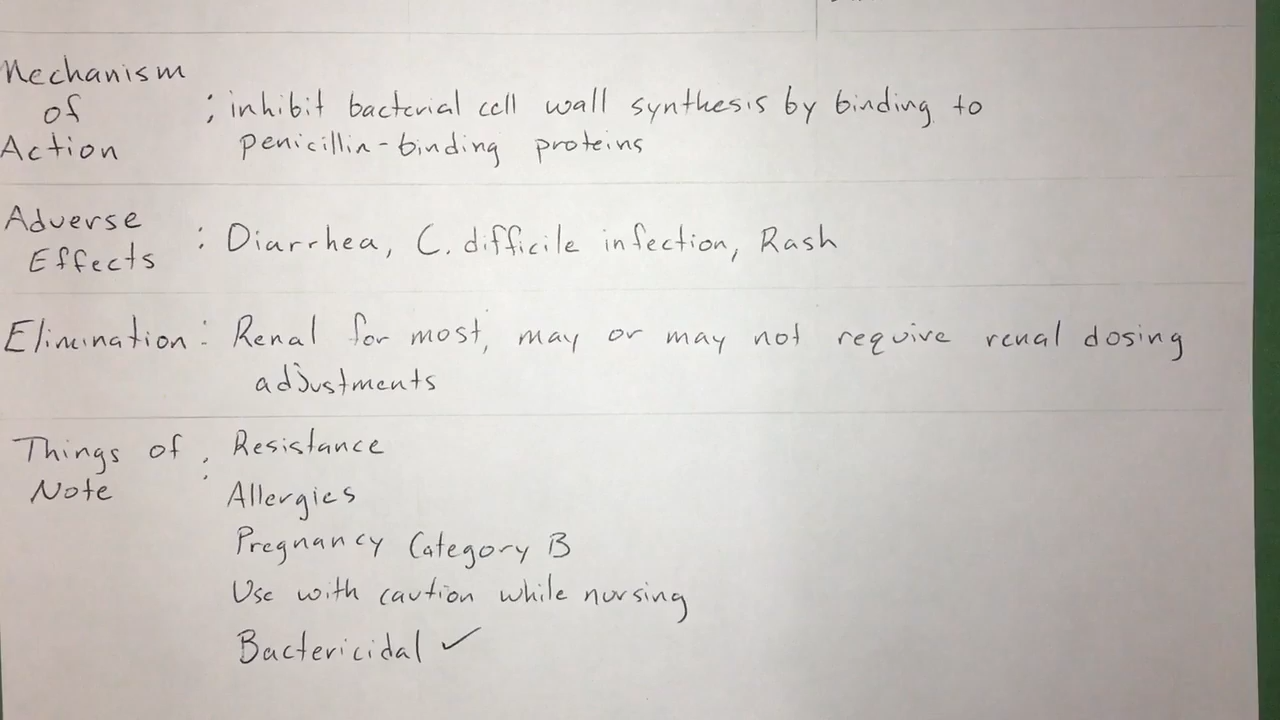 Mechanism
of
Action
: inhibit bacterial cell wall synthesis by binding to
penicillin-binding proteins
Adverse
Effects
: Diarrhea, C. difficile infection, Rash
Elimination: Renal for most, may or may not require renal dosing
adjustments
Things of : Resistance
Note
Allergies
Pregnancy Category B
Use with caution while nursing
Bactericidal ✓